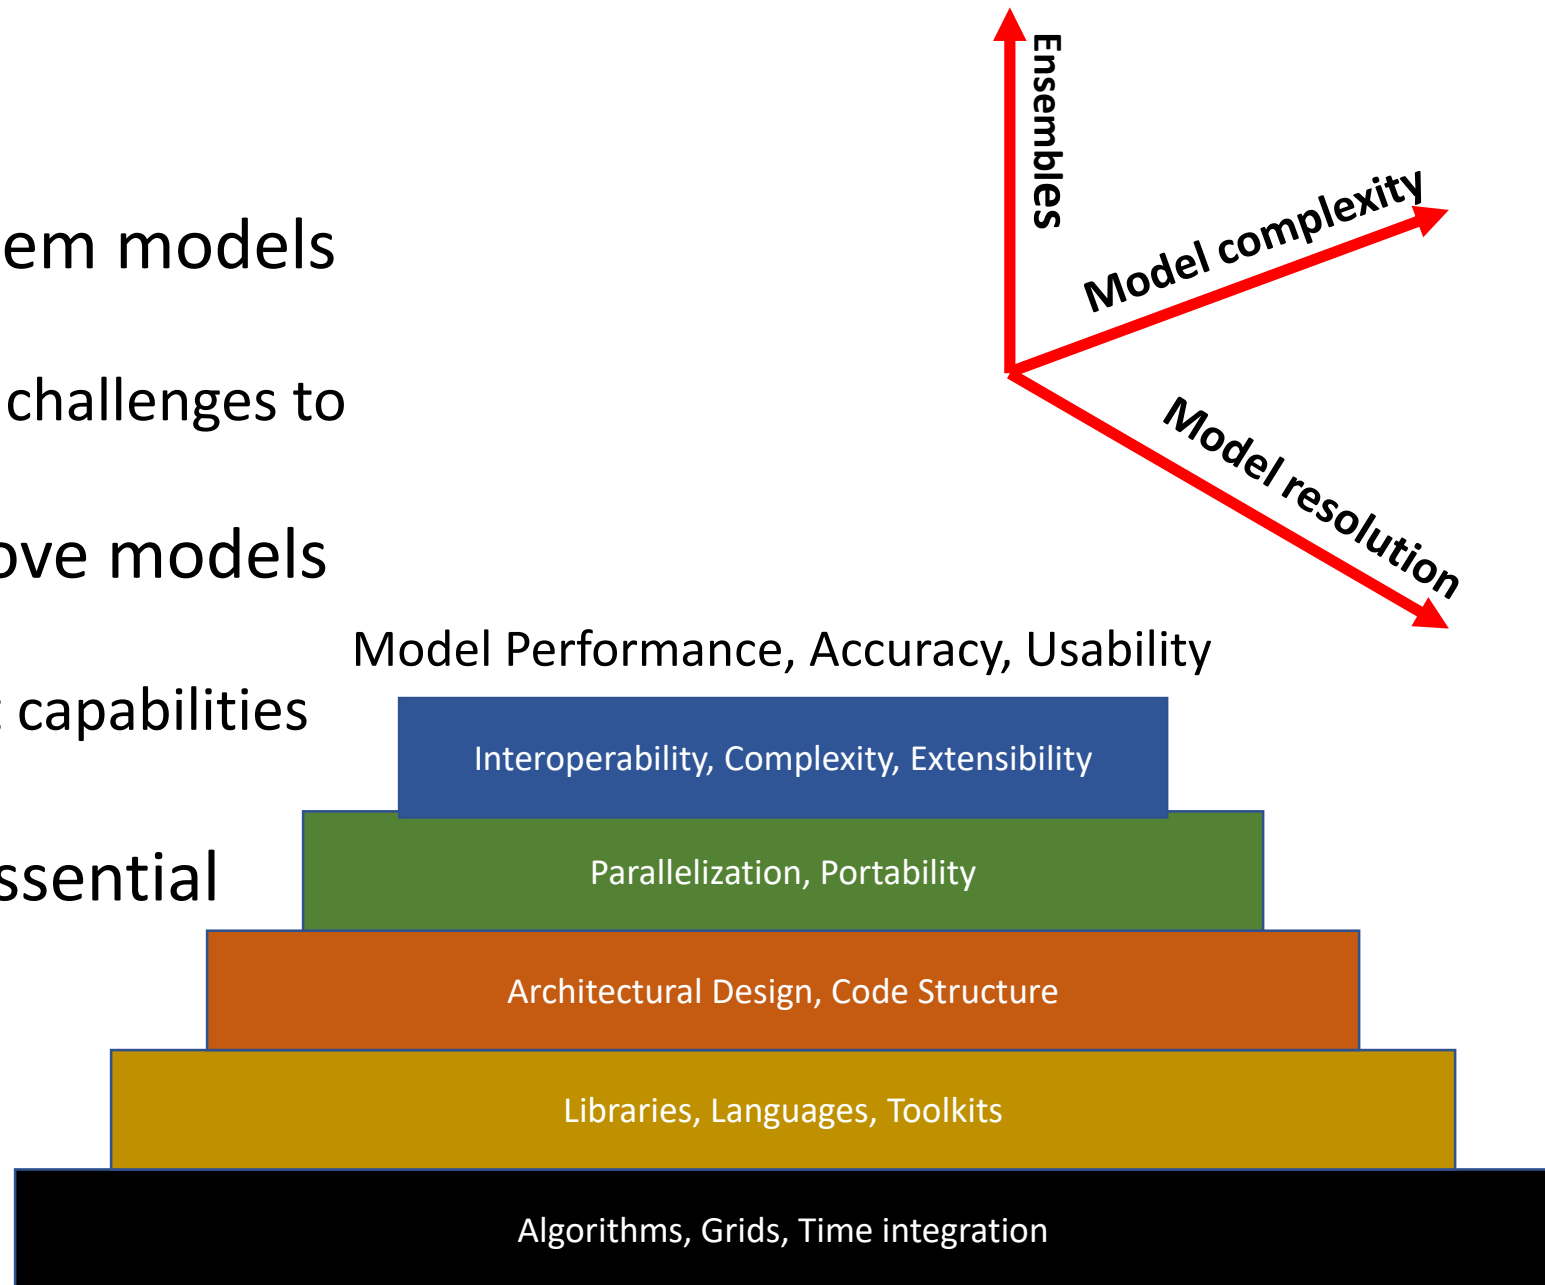 Ensembles
Model complexity
Model resolution
em models
challenges to
ove models
capabilities
ssential
Model Performance, Accuracy, Usability
Interoperability, Complexity, Extensibility
Parallelization, Portability
Architectural Design, Code Structure
Libraries, Languages, Toolkits
Algorithms, Grids, Time integration